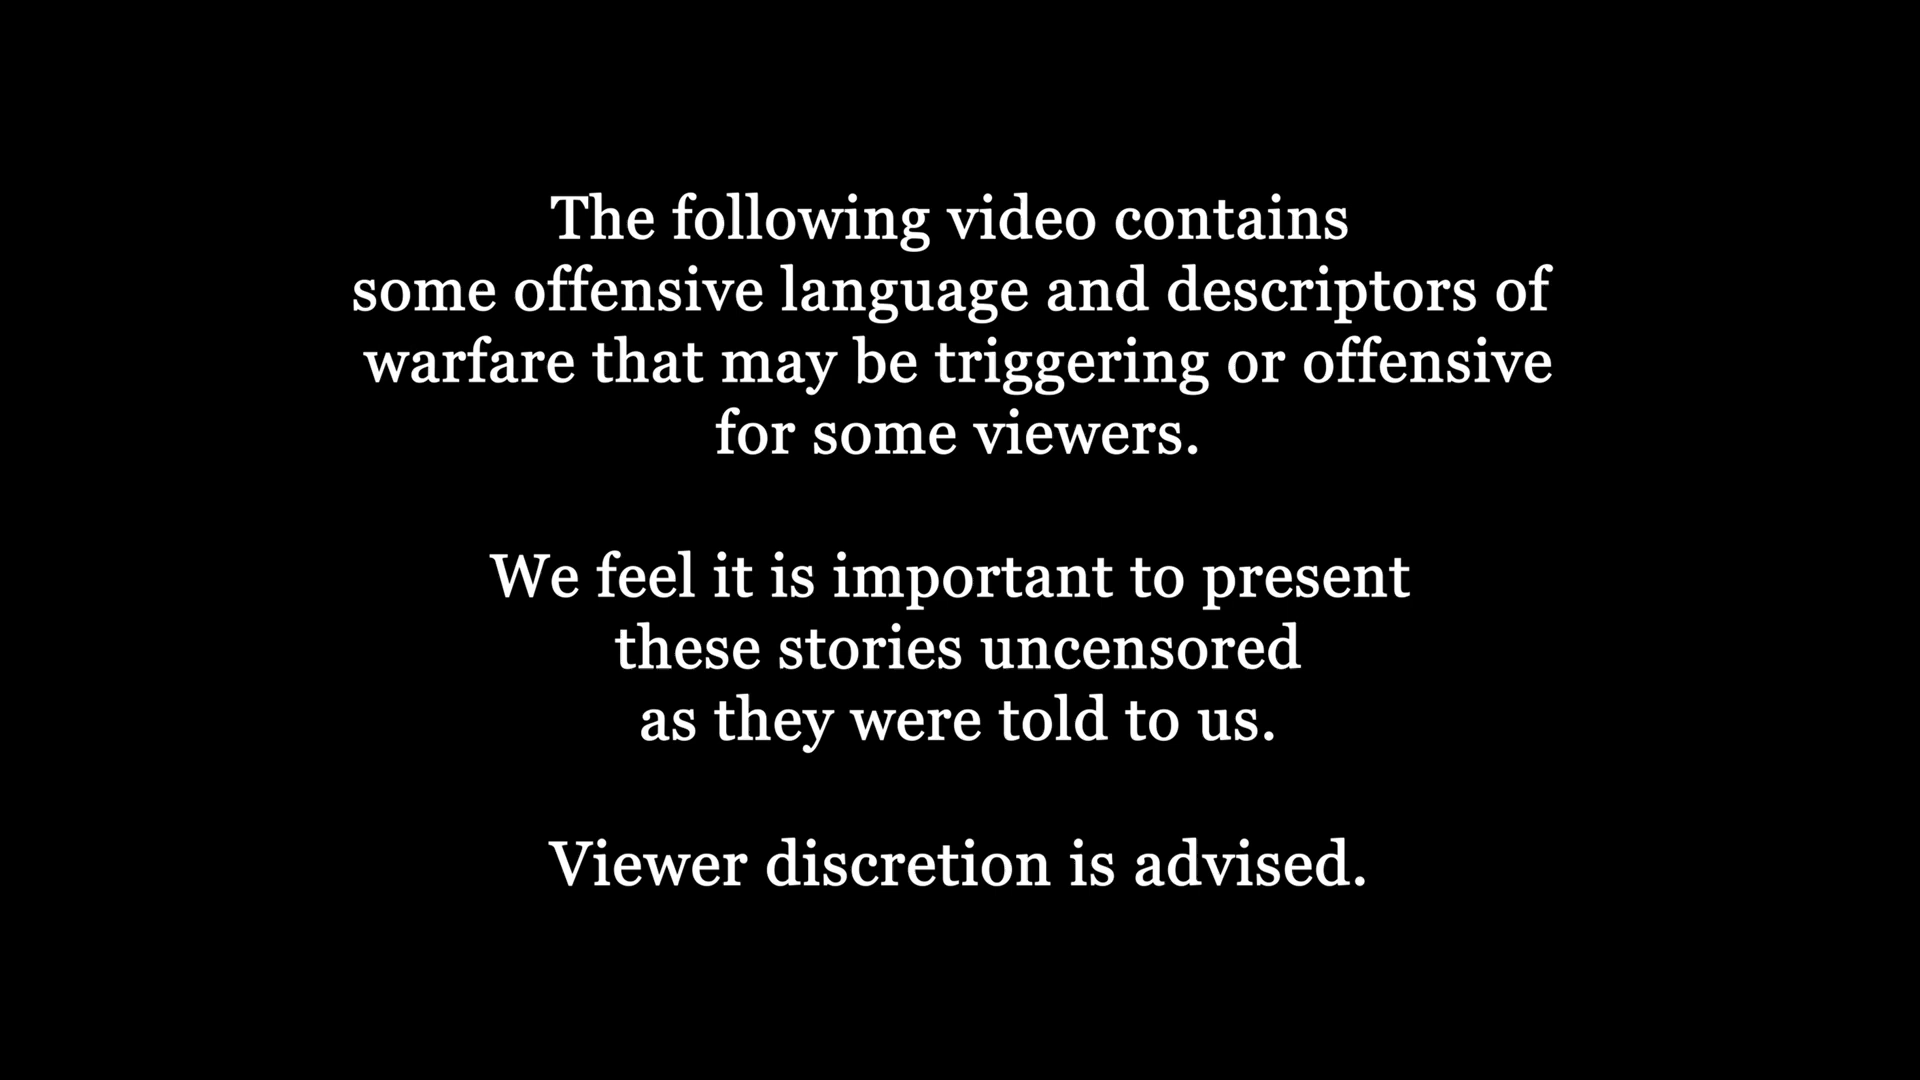 The following video contains
some offensive language and descriptors of
warfare that may be triggering or offensive
for some viewers.
We feel it is important to present
these stories uncensored
as they were told to us.
Viewer discretion is advised.